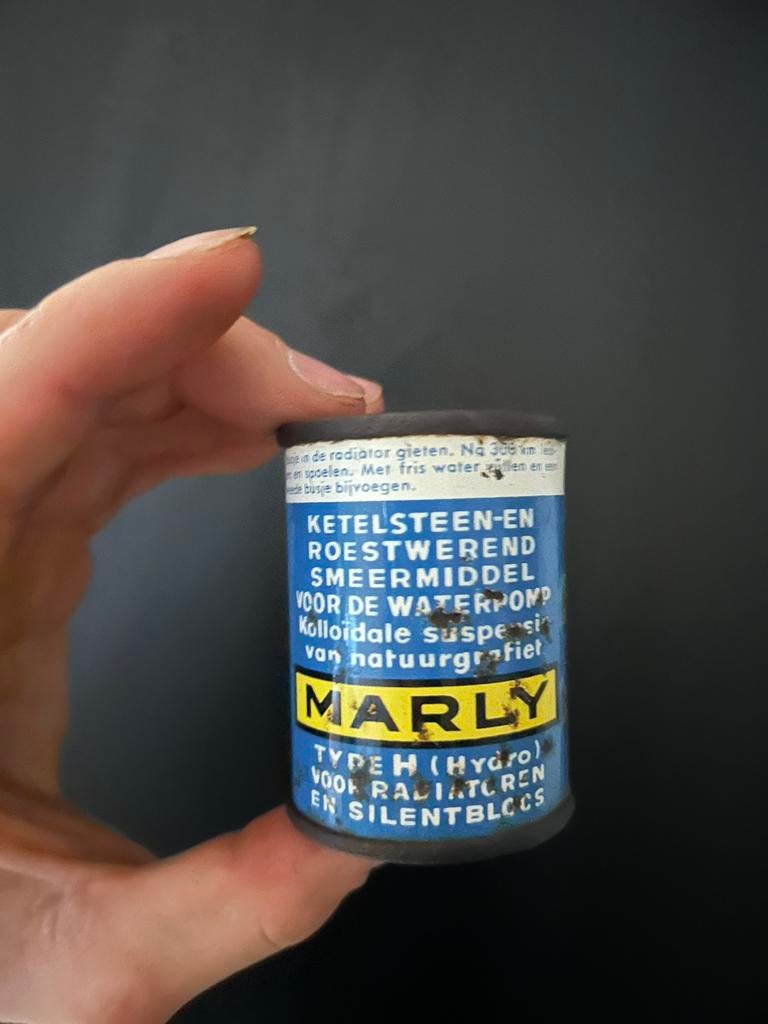 in de radiator gieten. Na 300 km
en spoelen. Met fris water vullen en een
busje bijvoegen.
KETELSTEEN-EN
ROESTWEREND
SMEERMIDDEL
VOOR DE WATERPOMP
Kolloïdale suspensie
van natuurgrafiet
MARLY
TYPE H (Hydro)
VOOR RADIATOREN
EN SILENTBLOCS